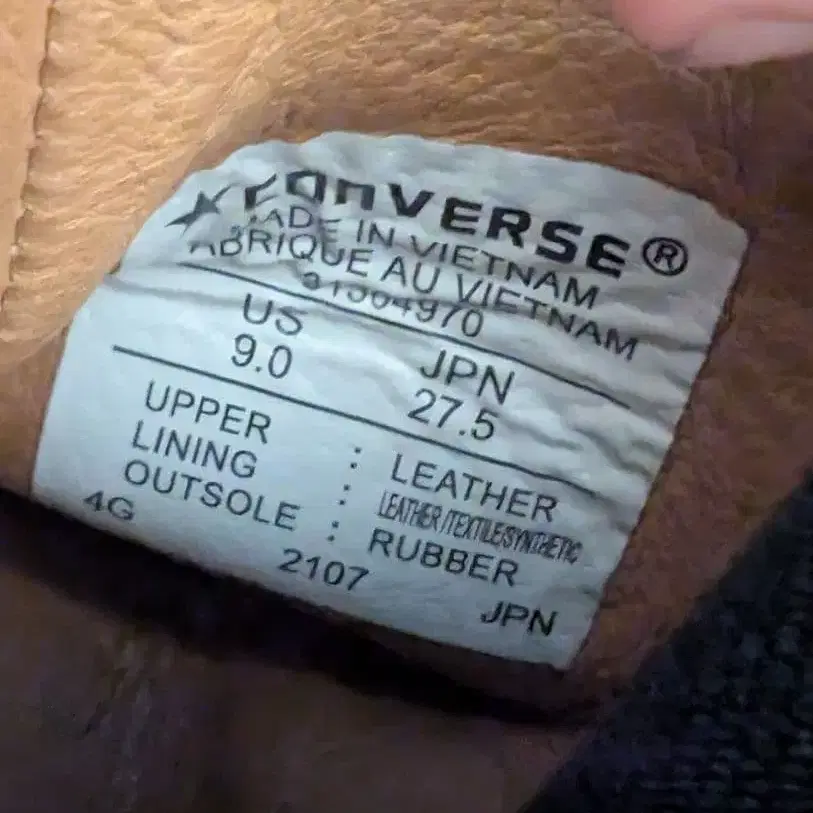 CONVERSE®
MADE IN VIETNAM
FABRIQUE AU VIETNAM
31304970
US JPN
9.0 27.5
UPPER : LEATHER
LINING : LEATHER/TEXTILE/SYNTHETIC
OUTSOLE : RUBBER
4G 2107 JPN